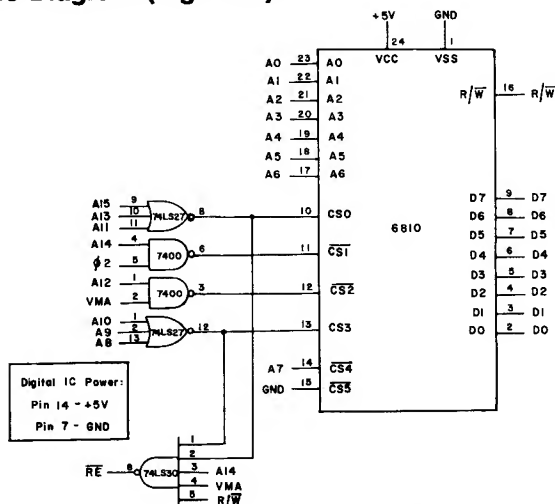 Diagram
+5V GND
24 1
VCC VSS
A0 23 A0
A1 22 A1
A2 21 A2
A3 20 A3
A4 19 A4
A5 18 A5
A6 17 A6
R/W 16 R/W
A15 9
A13 10 74LS27 8 10 CS0
A11 11
A14 4
7400 6 11 CS1
φ2 5
A12 1
7400 3 12 CS2
VMA 2
A10 1
A9 2 74LS27 12 13 CS3
A8 13
A7 14 CS4
GND 15 CS5
6810
D7 9 D7
D6 8 D6
D5 7 D5
D4 6 D4
D3 5 D3
D2 4 D2
D1 3 D1
D0 2 D0
Digital IC Power:
Pin 14 - +5V
Pin 7 - GND
1
2
RE 8 74LS30 3 A14
4 VMA
5 R/W